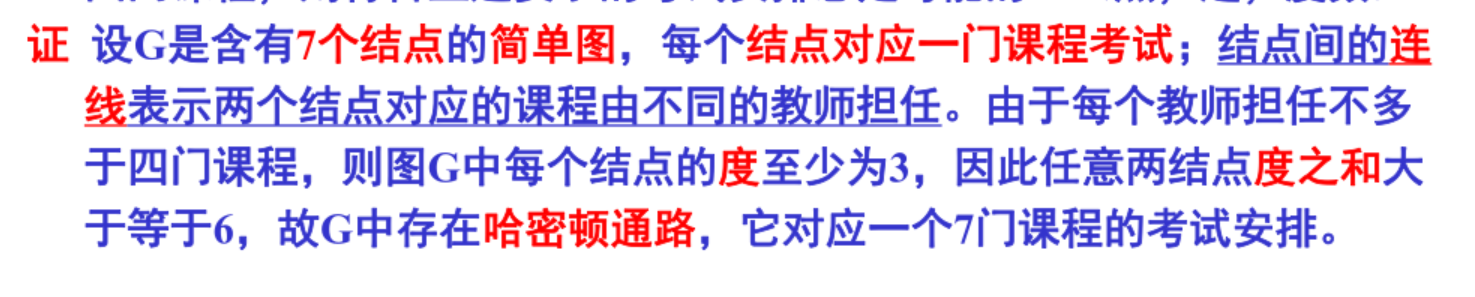 证 设G是含有7个结点的简单图，每个结点对应一门课程考试；结点间的连
线表示两个结点对应的课程由不同的教师担任。由于每个教师担任不多
于四门课程，则图G中每个结点的度至少为3，因此任意两结点度之和大
于等于6，故G中存在哈密顿通路，它对应一个7门课程的考试安排。